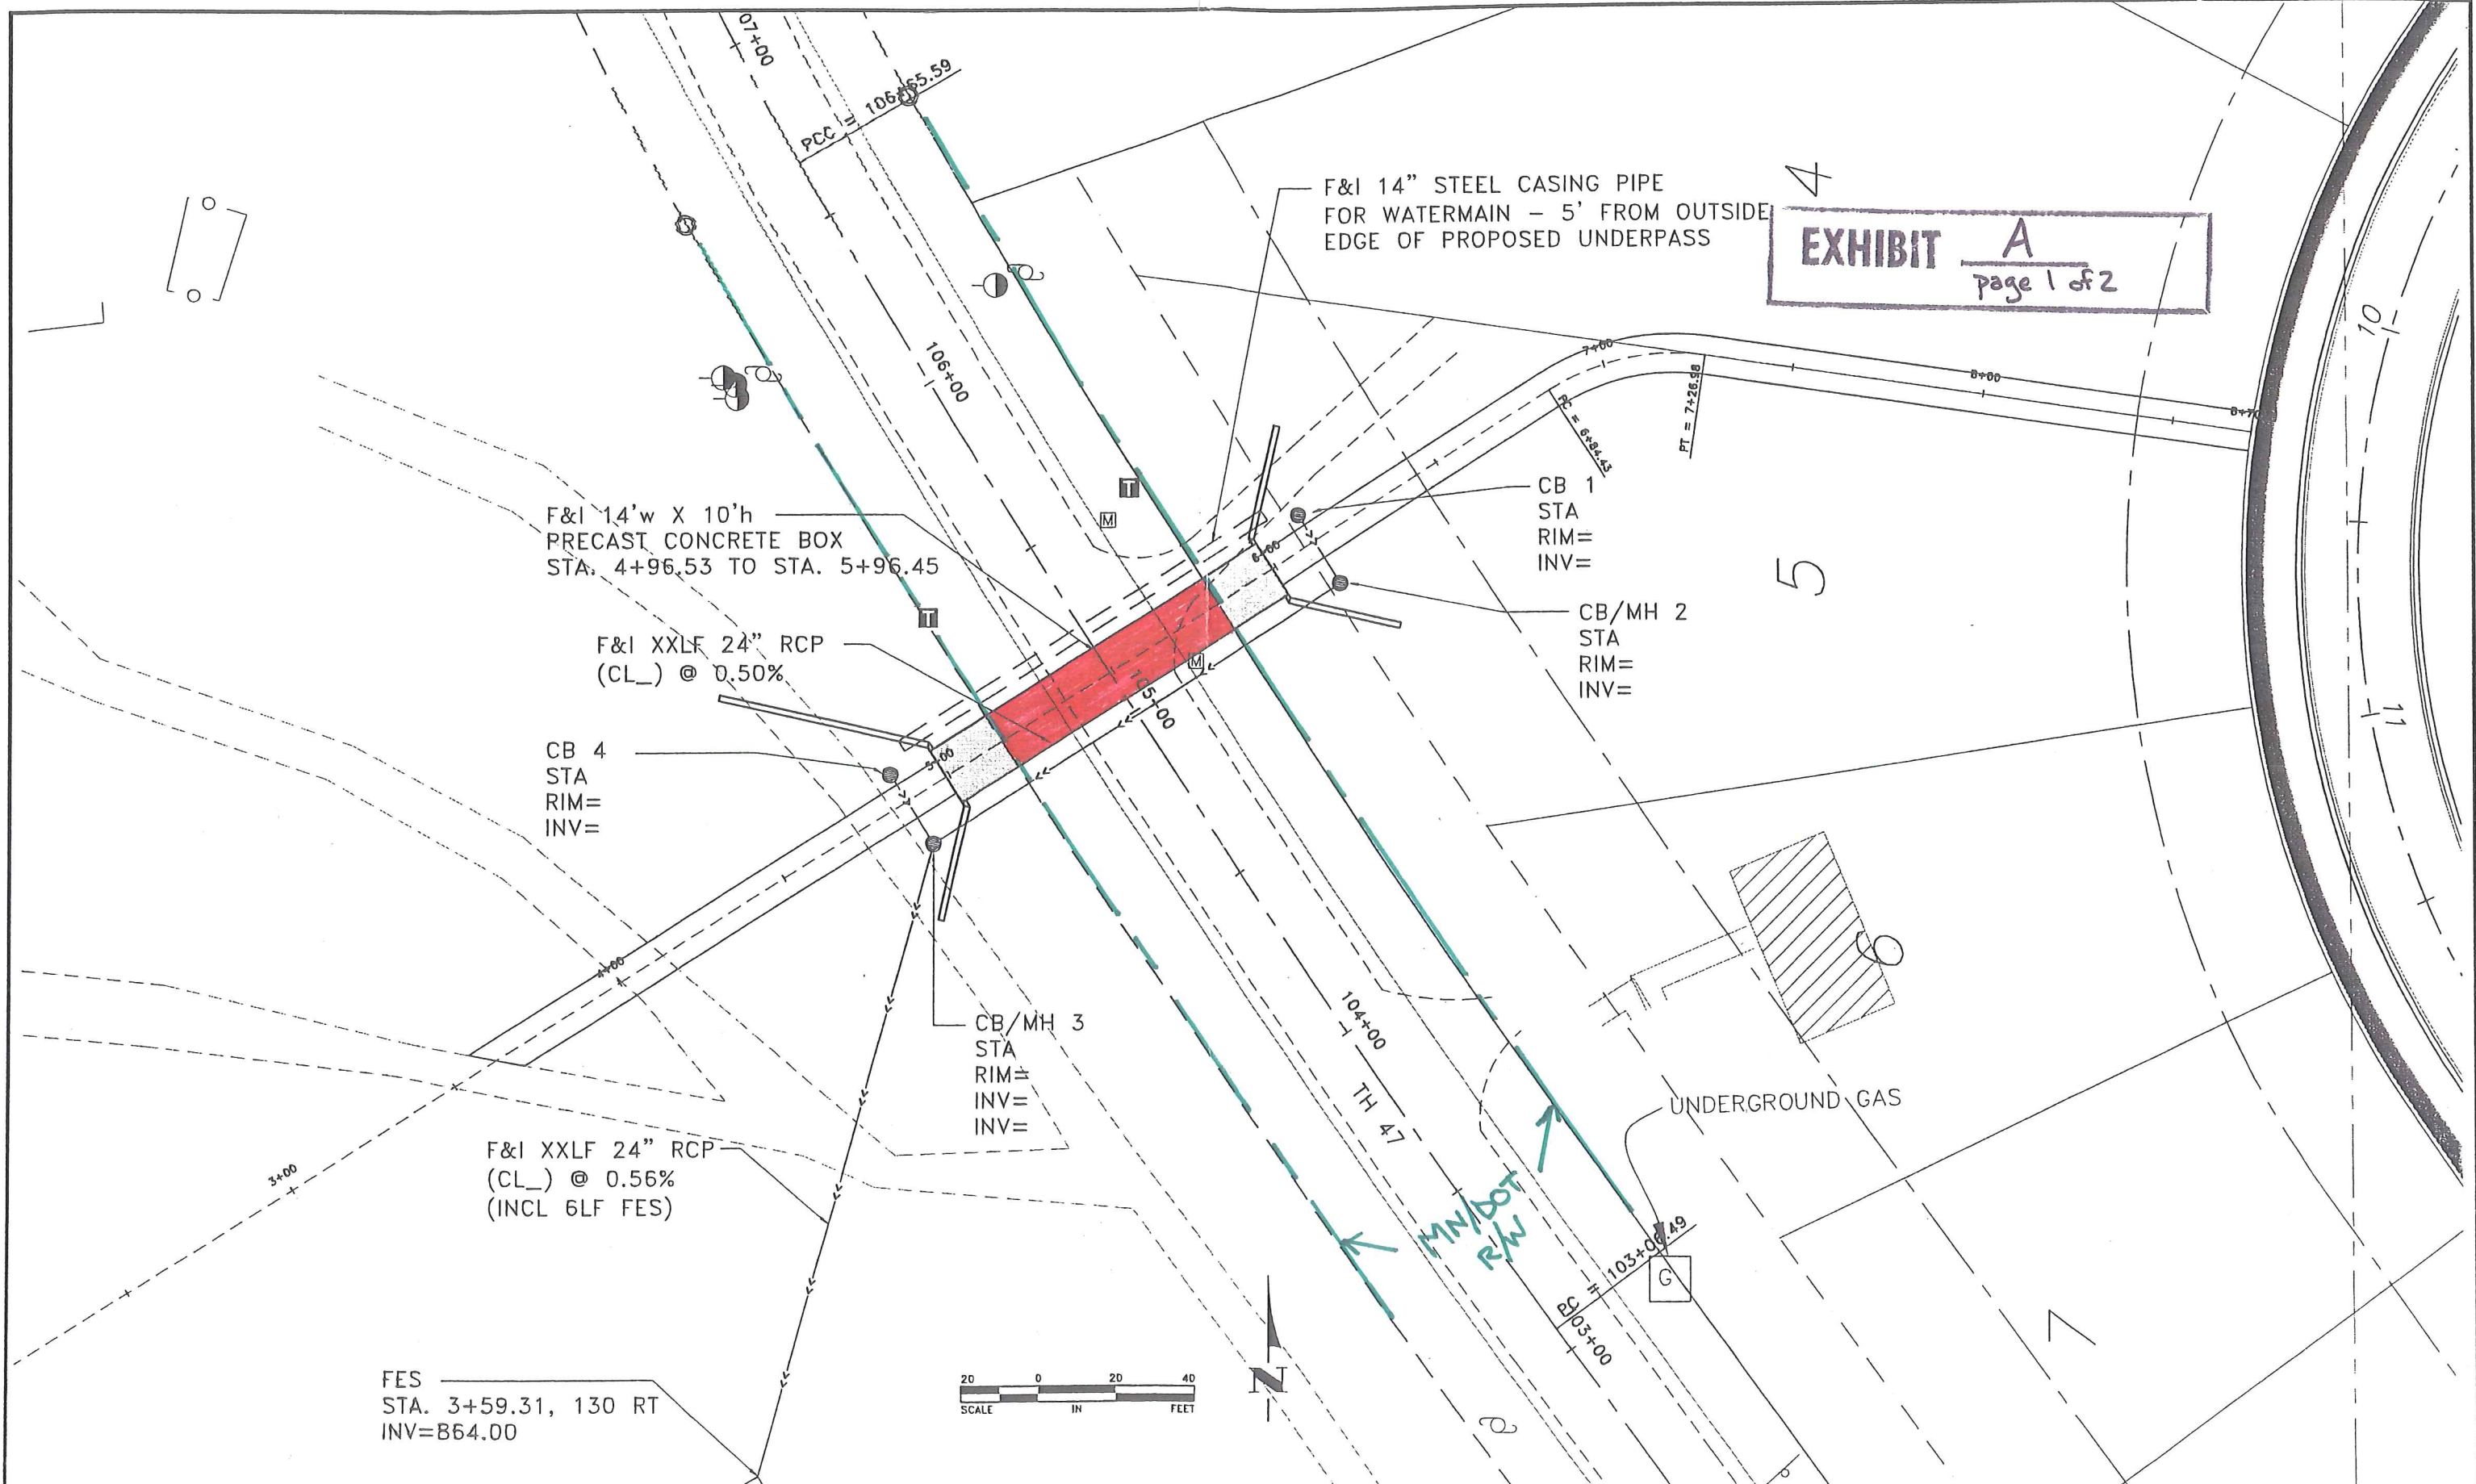 07+00
PCC = 106+65.59
F&I 14" STEEL CASING PIPE
FOR WATERMAIN – 5' FROM OUTSIDE
EDGE OF PROPOSED UNDERPASS
4
EXHIBIT A
page 1 of 2
10
106+00
7+00
8+00
PC = 6+84.43
PT = 7+26.98
T
M
CB 1
STA
RIM=
INV=
F&I 14'w X 10'h
PRECAST CONCRETE BOX
STA. 4+96.53 TO STA. 5+96.45
6+00
5
CB/MH 2
STA
RIM=
INV=
T
F&I XXLF 24" RCP
(CL_) @ 0.50%
M
105+00
11
CB 4
STA
RIM=
INV=
5+00
6
4+00
CB/MH 3
STA
RIM=
INV=
INV=
104+00
TH 47
UNDERGROUND GAS
F&I XXLF 24" RCP
(CL_) @ 0.56%
(INCL 6LF FES)
3+00
MN/DOT
R/W
PC = 103+06.49
G
103+00
7
FES
STA. 3+59.31, 130 RT
INV=864.00
20 0 20 40
SCALE IN FEET
N